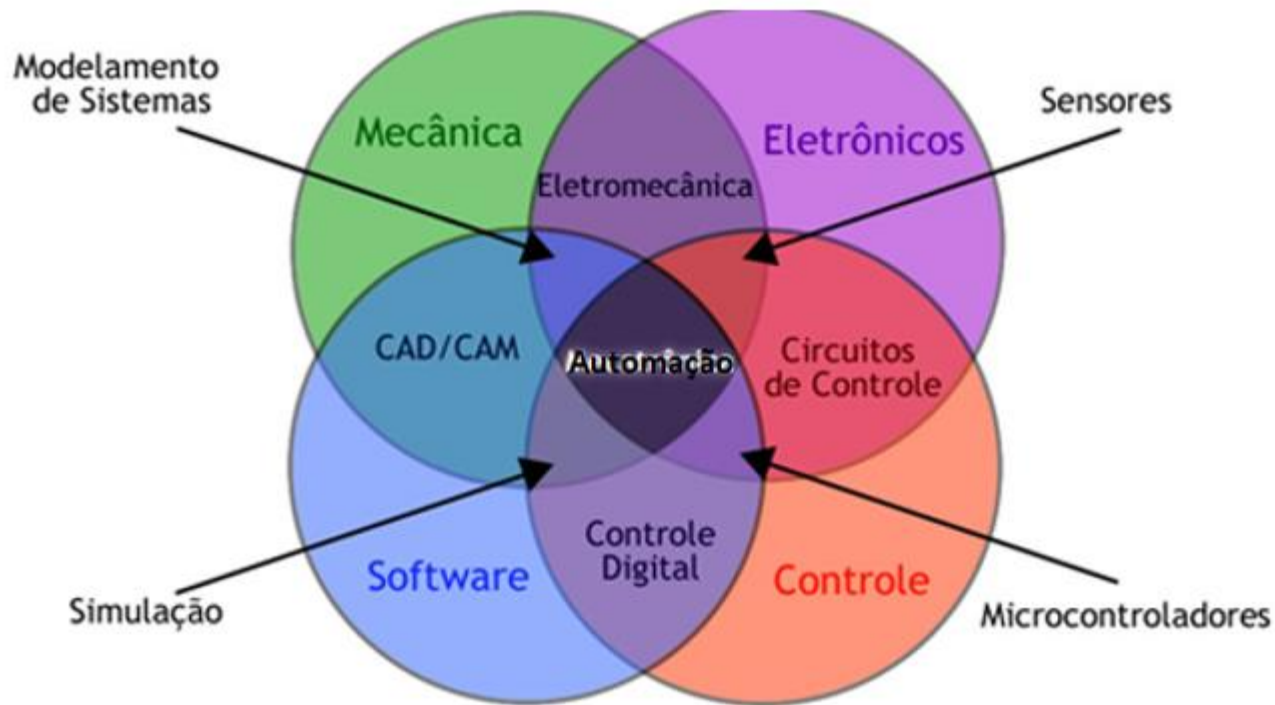 Modelamento
de Sistemas
Sensores
Mecânica
Eletrônicos
Eletromecânica
CAD/CAM
Automação
Circuitos
de Controle
Controle
Digital
Software
Controle
Simulação
Microcontroladores